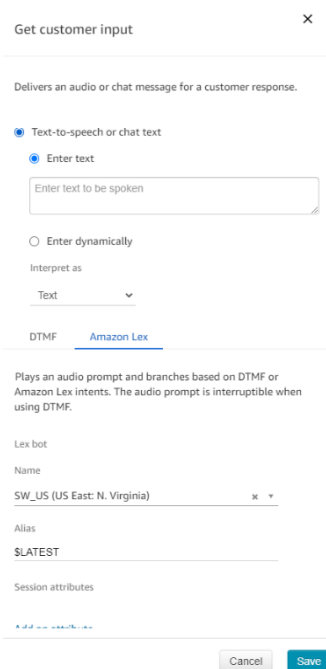 Get customer input
Delivers an audio or chat message for a customer response.
Text-to-speech or chat text
Enter text
Enter text to be spoken
Enter dynamically
Interpret as
Text
DTMF Amazon Lex
Plays an audio prompt and branches based on DTMF or
Amazon Lex intents. The audio prompt is interruptible when
using DTMF.
Lex bot
Name
SW_US (US East: N. Virginia)
Alias
$LATEST
Session attributes
Add an attribute
Cancel Save